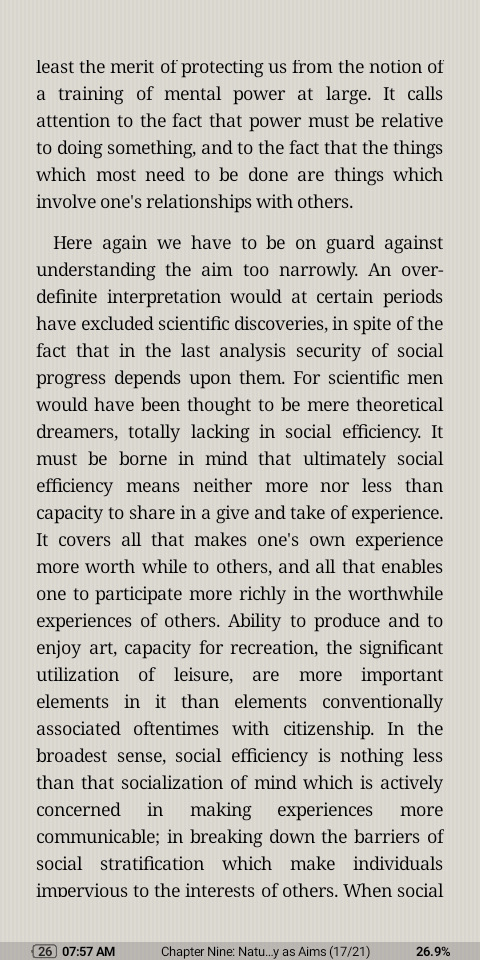 least the merit of protecting us from the notion of
a training of mental power at large. It calls
attention to the fact that power must be relative
to doing something, and to the fact that the things
which most need to be done are things which
involve one's relationships with others.
Here again we have to be on guard against
understanding the aim too narrowly. An over-
definite interpretation would at certain periods
have excluded scientific discoveries, in spite of the
fact that in the last analysis security of social
progress depends upon them. For scientific men
would have been thought to be mere theoretical
dreamers, totally lacking in social efficiency. It
must be borne in mind that ultimately social
efficiency means neither more nor less than
capacity to share in a give and take of experience.
It covers all that makes one's own experience
more worth while to others, and all that enables
one to participate more richly in the worthwhile
experiences of others. Ability to produce and to
enjoy art, capacity for recreation, the significant
utilization of leisure, are more important
elements in it than elements conventionally
associated oftentimes with citizenship. In the
broadest sense, social efficiency is nothing less
than that socialization of mind which is actively
concerned in making experiences more
communicable; in breaking down the barriers of
social stratification which make individuals
impervious to the interests of others. When social
26 07:57 AM Chapter Nine: Natu...y as Aims (17/21) 26.9%